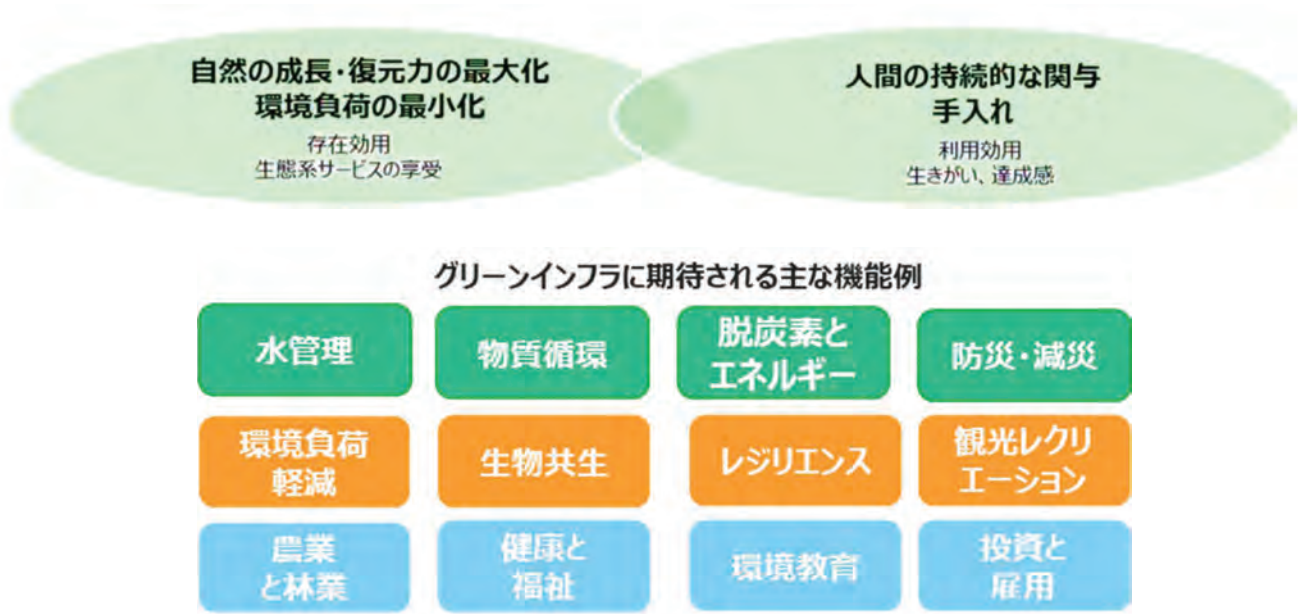 自然の成長・復元力の最大化
環境負荷の最小化
存在効用
生態系サービスの享受
人間の持続的な関与
手入れ
利用効用
生きがい、達成感
グリーンインフラに期待される主な機能例
水管理
物質循環
脱炭素と
エネルギー
防災・減災
環境負荷
軽減
生物共生
レジリエンス
観光レクリ
エーション
農業
と林業
健康と
福祉
環境教育
投資と
雇用